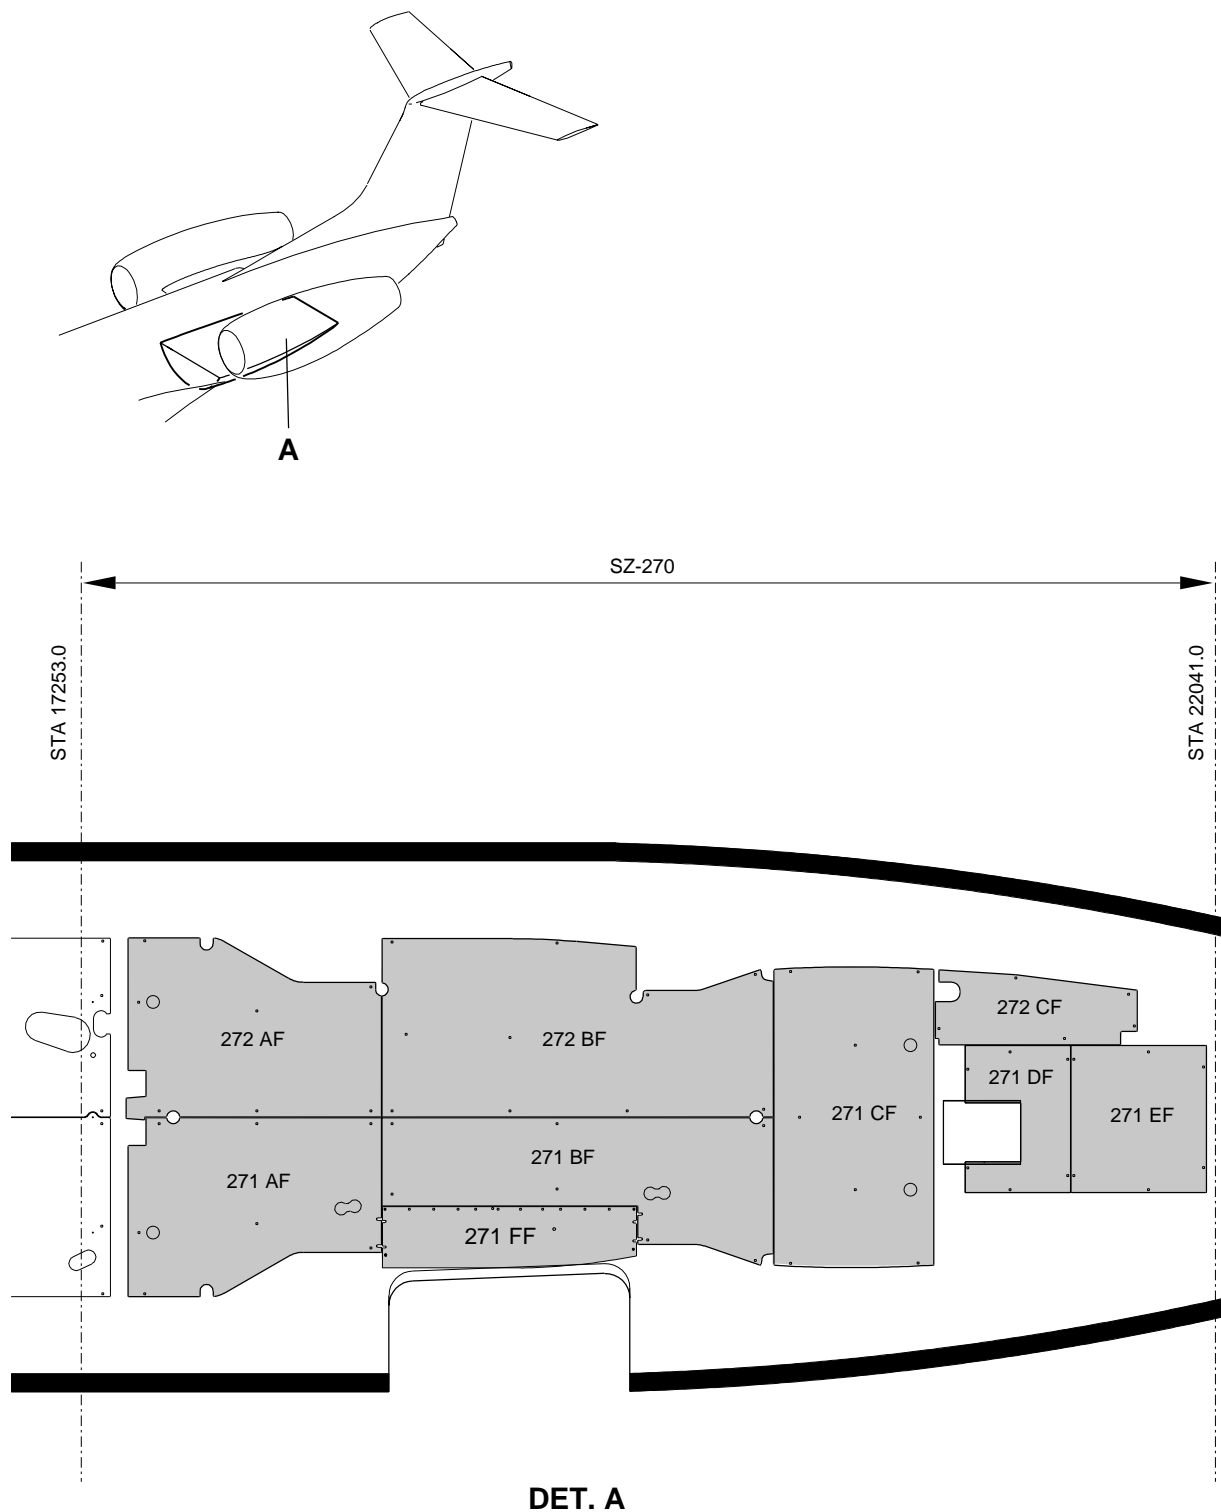 A
SZ-270
STA 17253.0
STA 22041.0
272 AF
272 BF
272 CF
271 DF
271 CF
271 EF
271 BF
271 AF
271 FF
DET. A